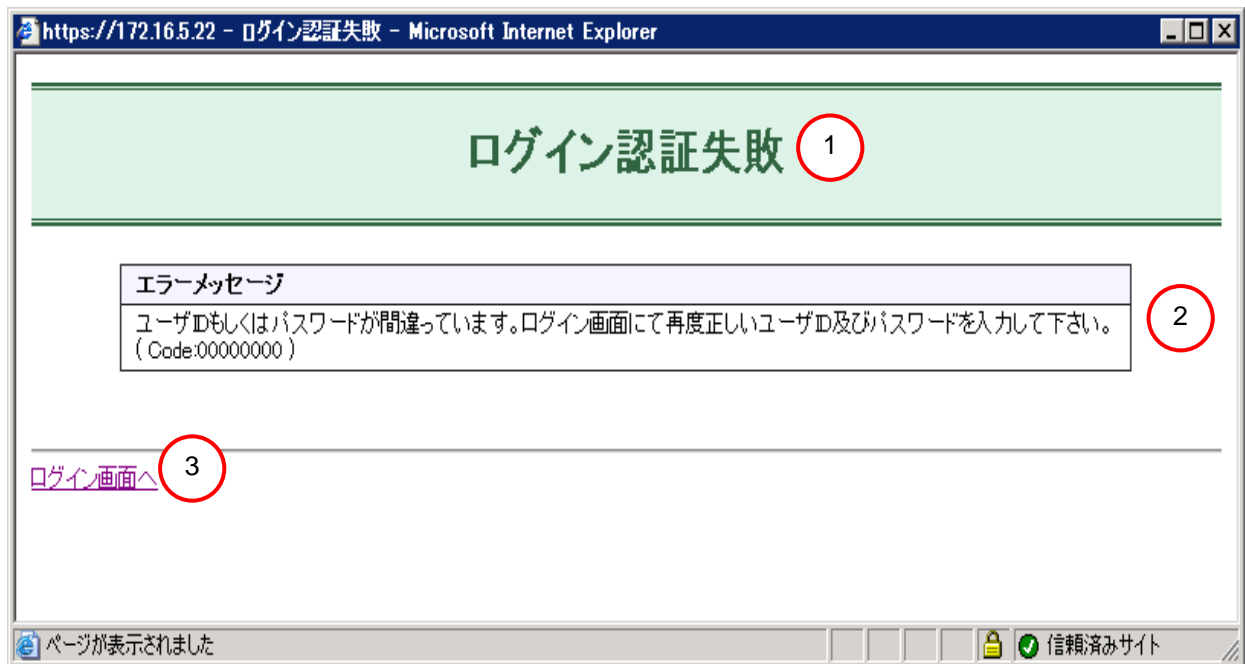 https://172.16.5.22 - ログイン認証失敗 - Microsoft Internet Explorer
ログイン認証失敗 1
エラーメッセージ
ユーザIDもしくはパスワードが間違っています。ログイン画面にて再度正しいユーザID及びパスワードを入力して下さい。
( Code:00000000 )
2
ログイン画面へ 3
ページが表示されました 信頼済みサイト